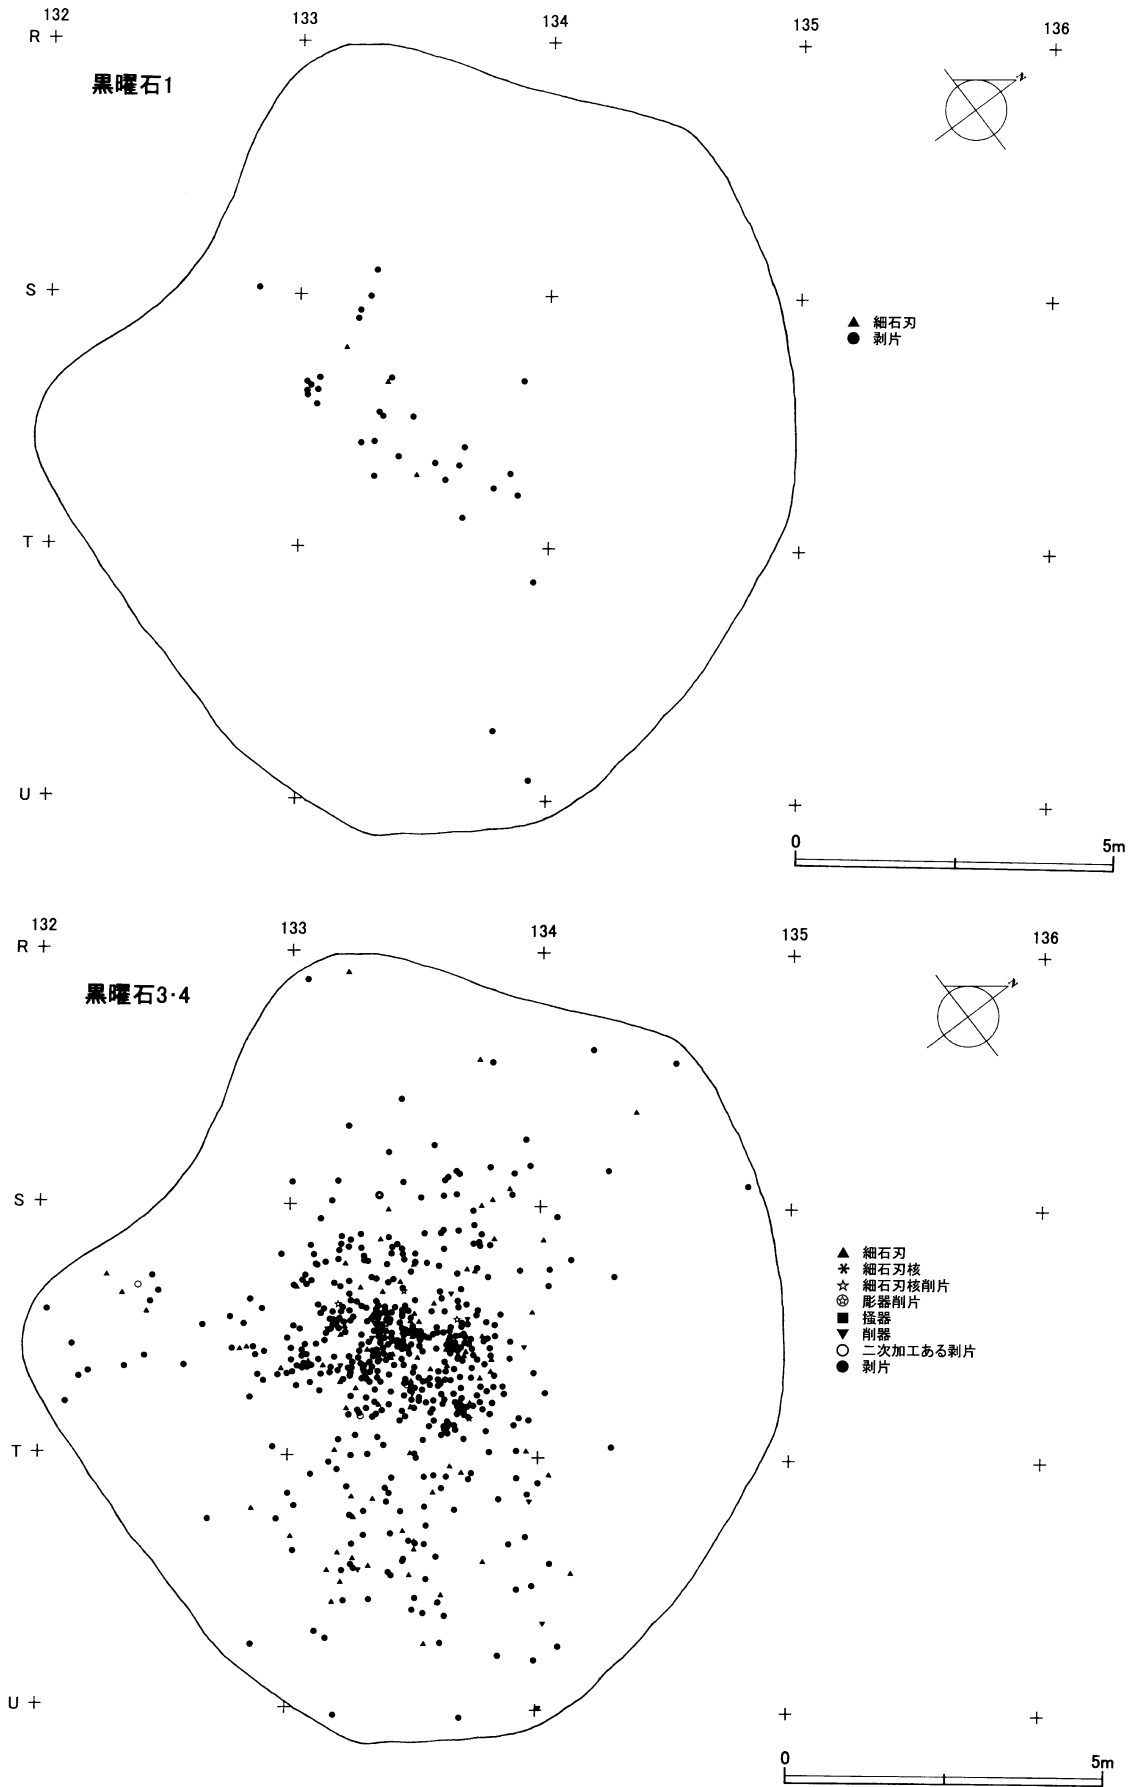 132 133 134 135 136
R
黒曜石1
N
S
▲ 細石刃
● 剥片
T
U
0 5m
132 133 134 135 136
R
黒曜石3・4
N
S
▲ 細石刃
* 細石刃核
☆ 細石刃核削片
彫器削片
■ 掻器
▼ 削器
○ 二次加工ある剥片
● 剥片
T
U
0 5m